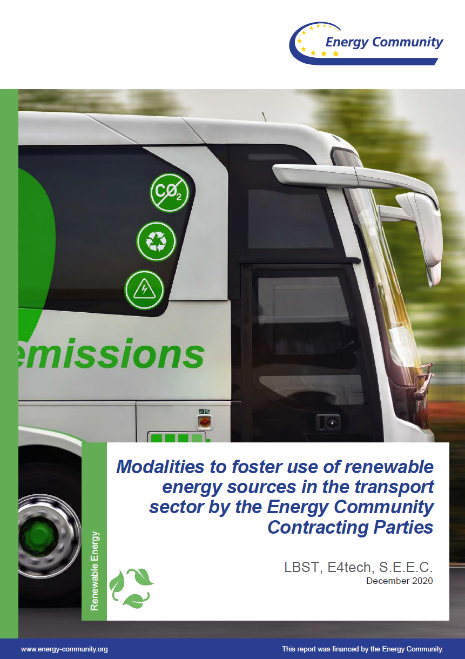 Energy Community
CO2
emissions
Modalities to foster use of renewable
energy sources in the transport
sector by the Energy Community
Contracting Parties
LBST, E4tech, S.E.E.C.
December 2020
Renewable Energy
www.energy-community.org
This report was financed by the Energy Community.